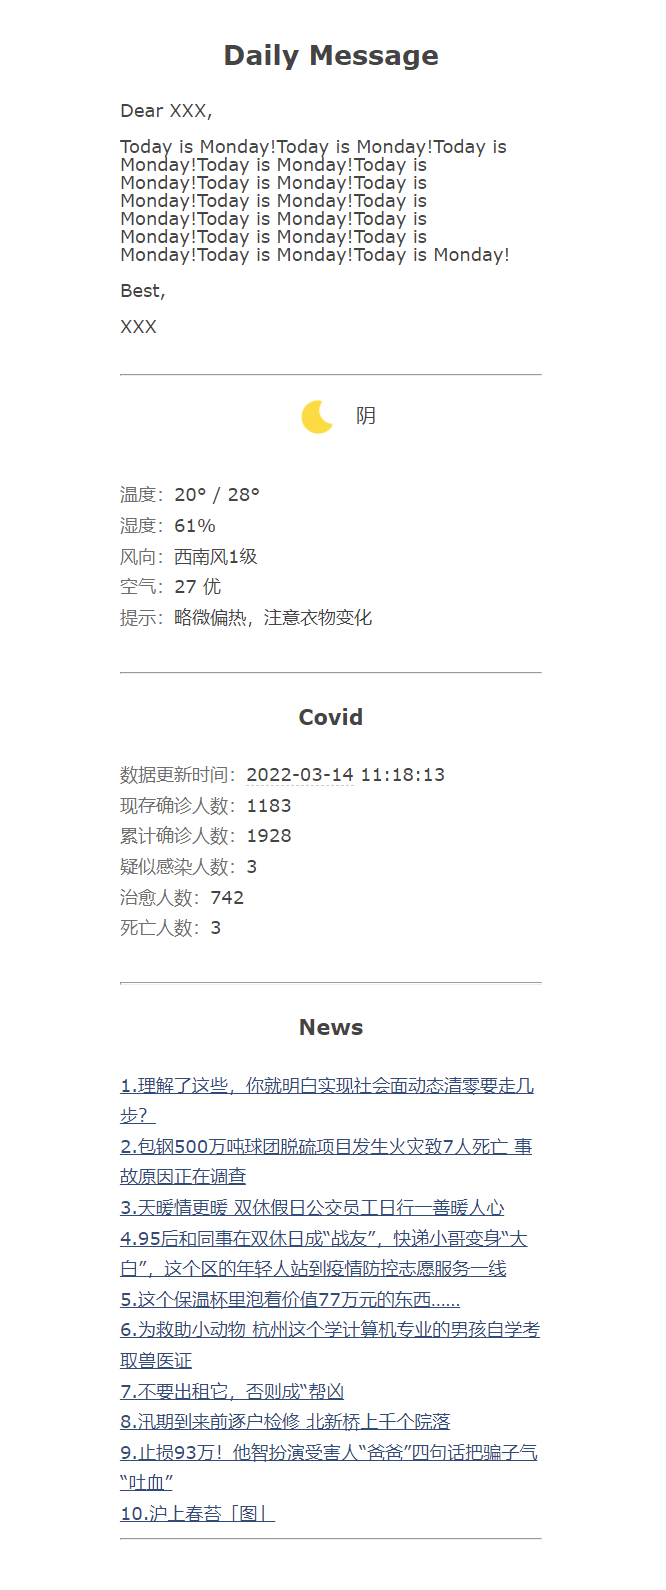 Daily Message
Dear XXX,
Today is Monday!Today is Monday!Today is
Monday!Today is Monday!Today is
Monday!Today is Monday!Today is
Monday!Today is Monday!Today is
Monday!Today is Monday!Today is
Monday!Today is Monday!Today is
Monday!Today is Monday!Today is Monday!
Best,
XXX
阴
温度：20° / 28°
湿度：61%
风向：西南风1级
空气：27 优
提示：略微偏热，注意衣物变化
Covid
数据更新时间：2022-03-14 11:18:13
现存确诊人数：1183
累计确诊人数：1928
疑似感染人数：3
治愈人数：742
死亡人数：3
News
1.理解了这些，你就明白实现社会面动态清零要走几
步？
2.包钢500万吨球团脱硫项目发生火灾致7人死亡 事
故原因正在调查
3.天暖情更暖 双休假日公交员工日行一善暖人心
4.95后和同事在双休日成“战友”，快递小哥变身“大
白”，这个区的年轻人站到疫情防控志愿服务一线
5.这个保温杯里泡着价值77万元的东西……
6.为救助小动物 杭州这个学计算机专业的男孩自学考
取兽医证
7.不要出租它，否则成“帮凶
8.汛期到来前逐户检修 北新桥上千个院落
9.止损93万！他智扮演受害人“爸爸”四句话把骗子气
“吐血”
10.沪上春苔「图」